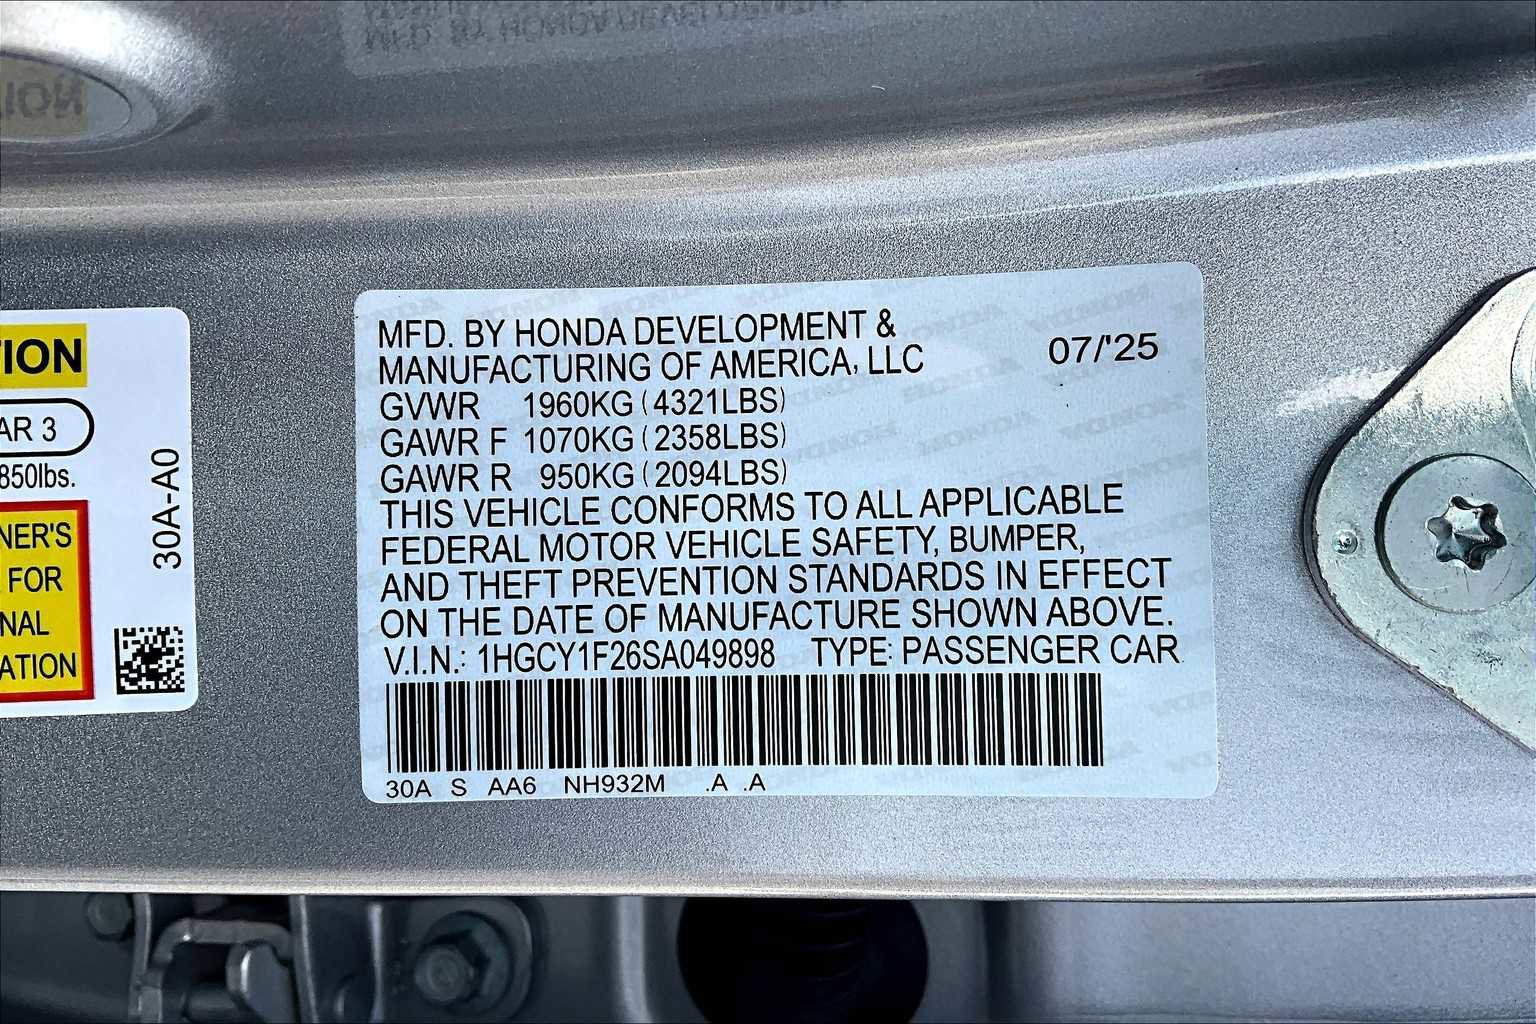 TION
AR 3
850lbs.
NER'S
FOR
NAL
ATION
30A-A0
MFD. BY HONDA DEVELOPMENT &
MANUFACTURING OF AMERICA, LLC
07/'25
GVWR 1960KG (4321LBS)
GAWR F 1070KG (2358LBS)
GAWR R 950KG (2094LBS)
THIS VEHICLE CONFORMS TO ALL APPLICABLE
FEDERAL MOTOR VEHICLE SAFETY, BUMPER,
AND THEFT PREVENTION STANDARDS IN EFFECT
ON THE DATE OF MANUFACTURE SHOWN ABOVE.
V.I.N.: 1HGCY1F26SA049898 TYPE: PASSENGER CAR
30A S AA6 NH932M .A .A